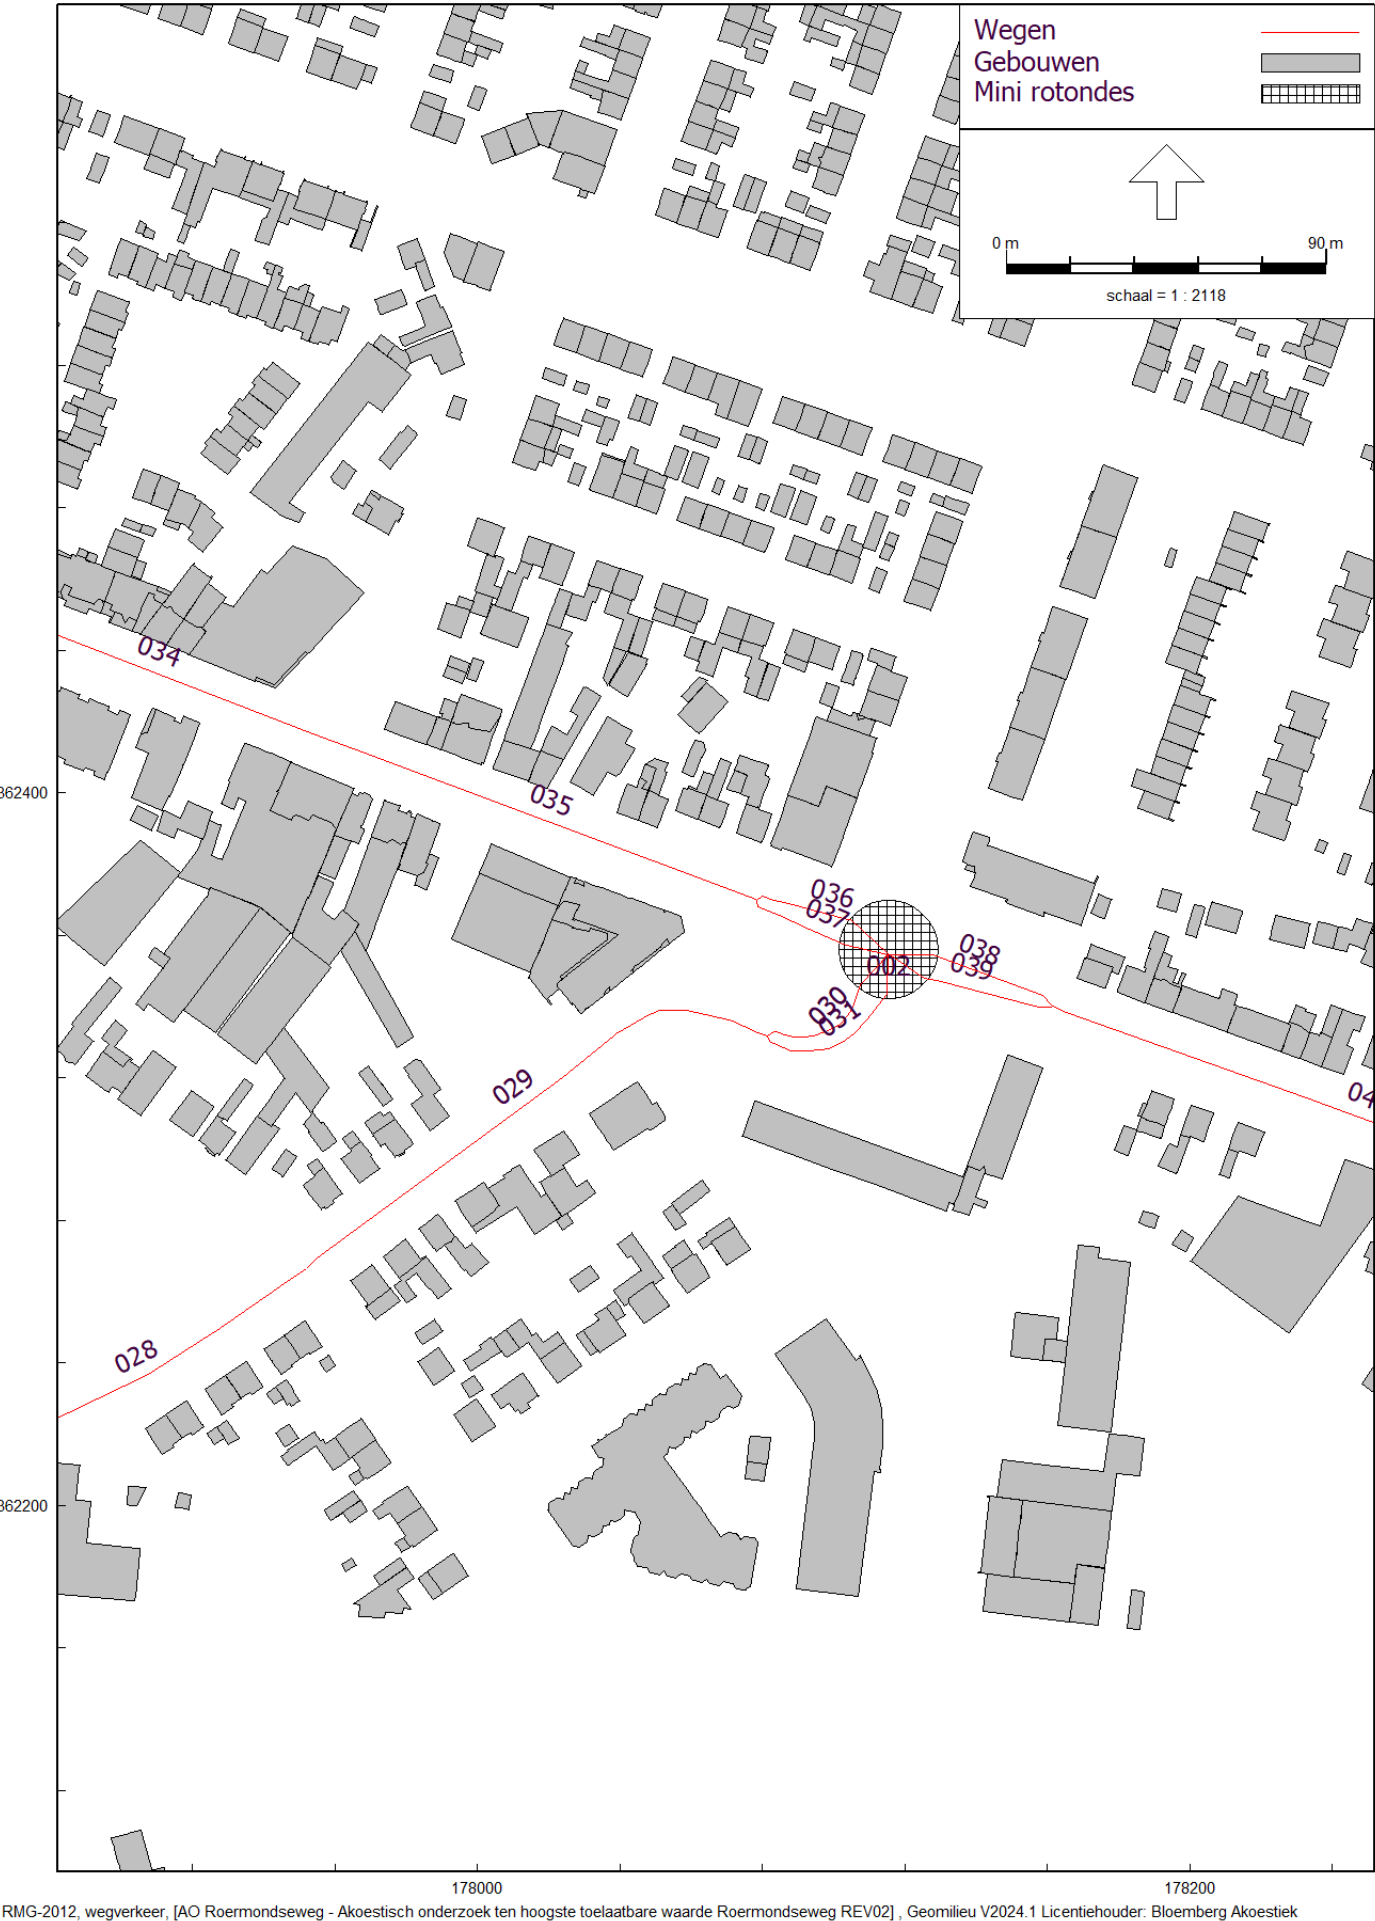 Wegen
Gebouwen
Mini rotondes
0 m 90 m
schaal = 1 : 2118
034
035
362400
036
037
038
039
002
030
031
029
04
028
362200
178000 178200
RMG-2012, wegverkeer, [AO Roermondseweg - Akoestisch onderzoek ten hoogste toelaatbare waarde Roermondseweg REV02] , Geomilieu V2024.1 Licentiehouder: Bloemberg Akoestiek